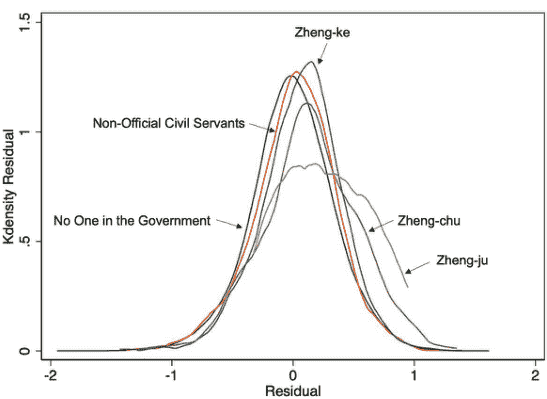 Kdensity Residual
1.5
1
.5
0
Zheng-ke
Non-Official Civil Servants
No One in the Government
Zheng-chu
Zheng-ju
-2
-1
0
1
2
Residual